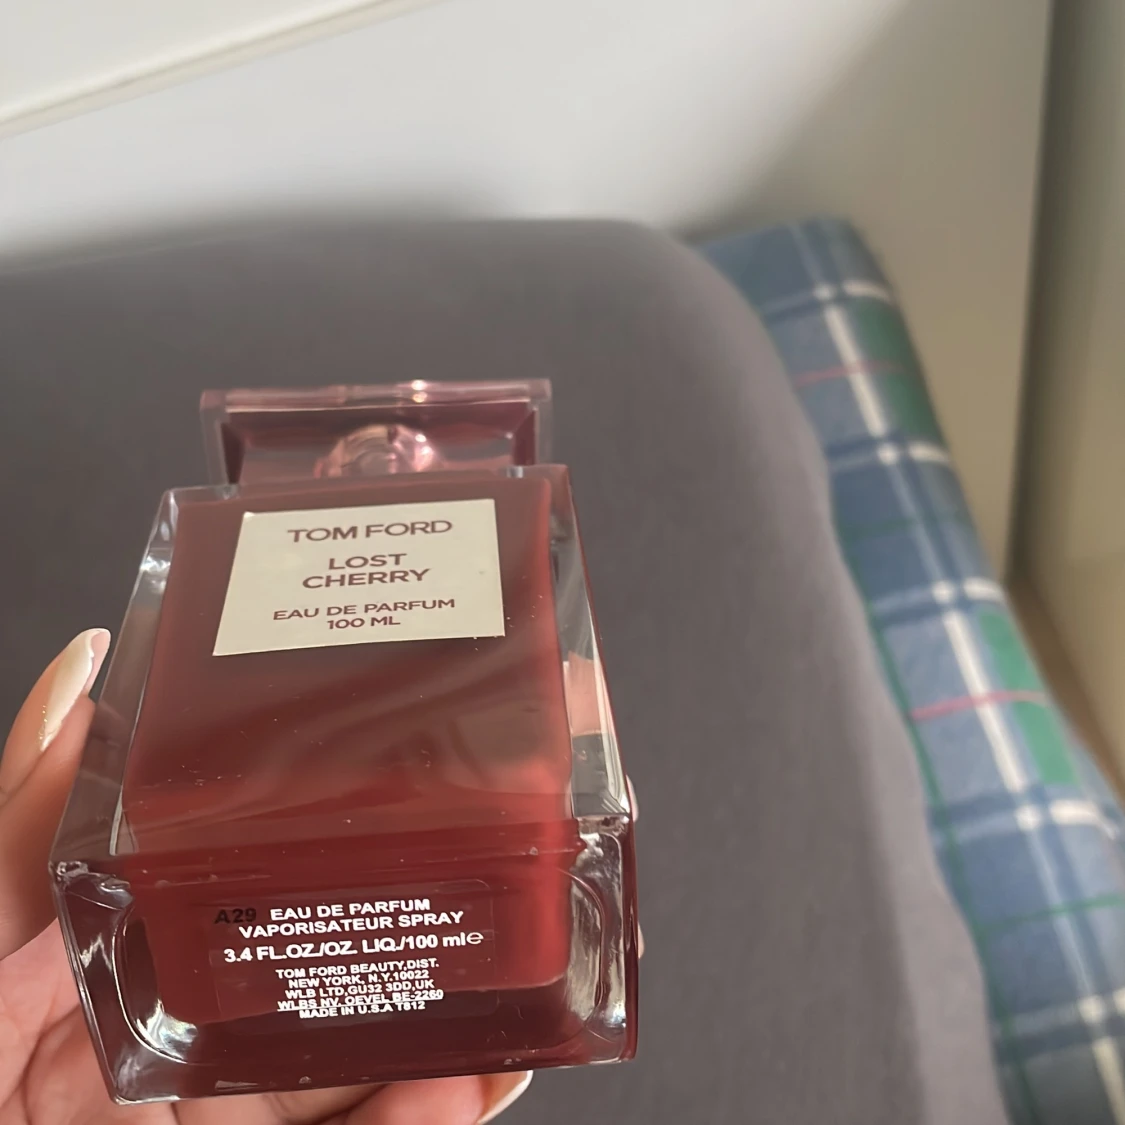 TOM FORD
LOST
CHERRY
EAU DE PARFUM
100 ML
A29 EAU DE PARFUM
VAPORISATEUR SPRAY
3.4 FL.OZ./OZ. LIQ./100 ml℮
TOM FORD BEAUTY,DIST.
NEW YORK, N.Y.10022
WLB LTD,GU32 3DD,UK
WLBS NV. OEVEL BE-2260
MADE IN U.S.A T612